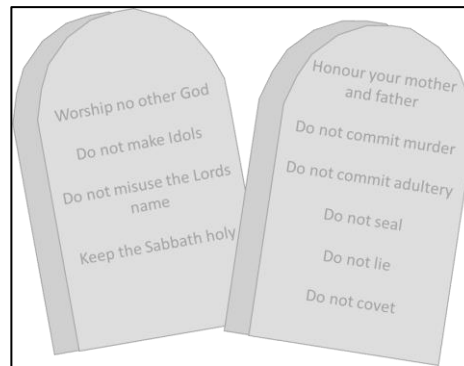 Worship no other God
Do not make Idols
Do not misuse the Lords
name
Keep the Sabbath holy
Honour your mother
and father
Do not commit murder
Do not commit adultery
Do not seal
Do not lie
Do not covet